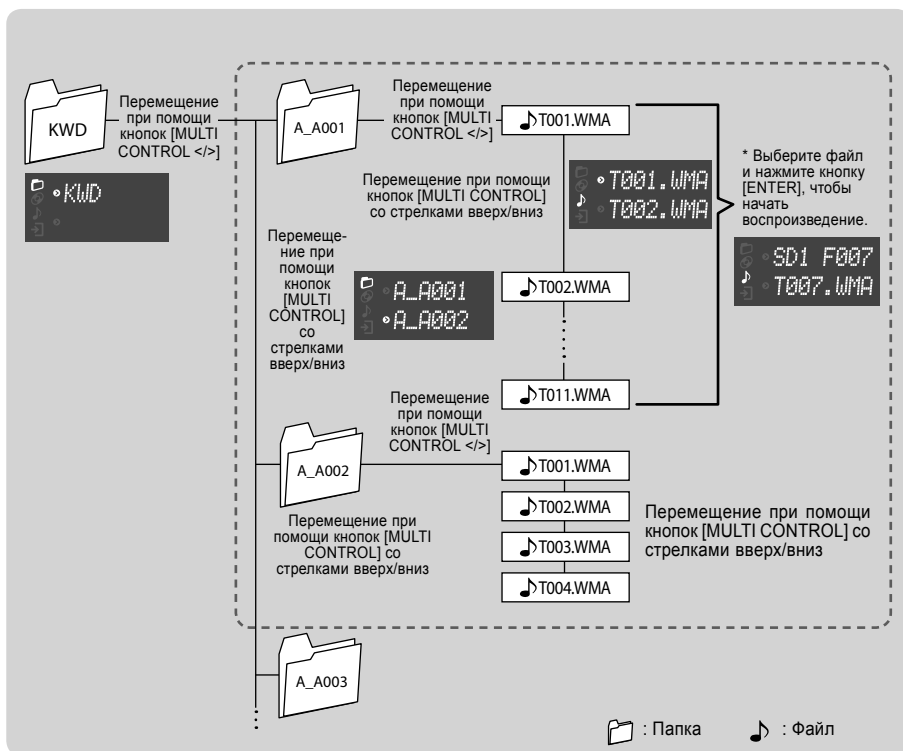 KWD
Перемещение
при помощи
кнопок [MULTI
CONTROL </>]
KWD
A_A001
Перемещение
при помощи
кнопок [MULTI
CONTROL </>]
T001.WMA
Перемещение при помощи
кнопок [MULTI CONTROL]
со стрелками вверх/вниз
T001.WMA
T002.WMA
* Выберите файл
и нажмите кнопку
[ENTER], чтобы
начать
воспроизведение.
SD1 F007
T007.WMA
Перемеще-
ние при
помощи
кнопок
[MULTI
CONTROL]
со
стрелками
вверх/вниз
A_A001
A_A002
T002.WMA
T011.WMA
Перемещение
при помощи
кнопок [MULTI
CONTROL </>]
A_A002
T001.WMA
T002.WMA
T003.WMA
T004.WMA
Перемещение при
помощи кнопок [MULTI
CONTROL] со
стрелками вверх/вниз
Перемещение при помощи
кнопок [MULTI CONTROL] со
стрелками вверх/вниз
A_A003
: Папка
: Файл